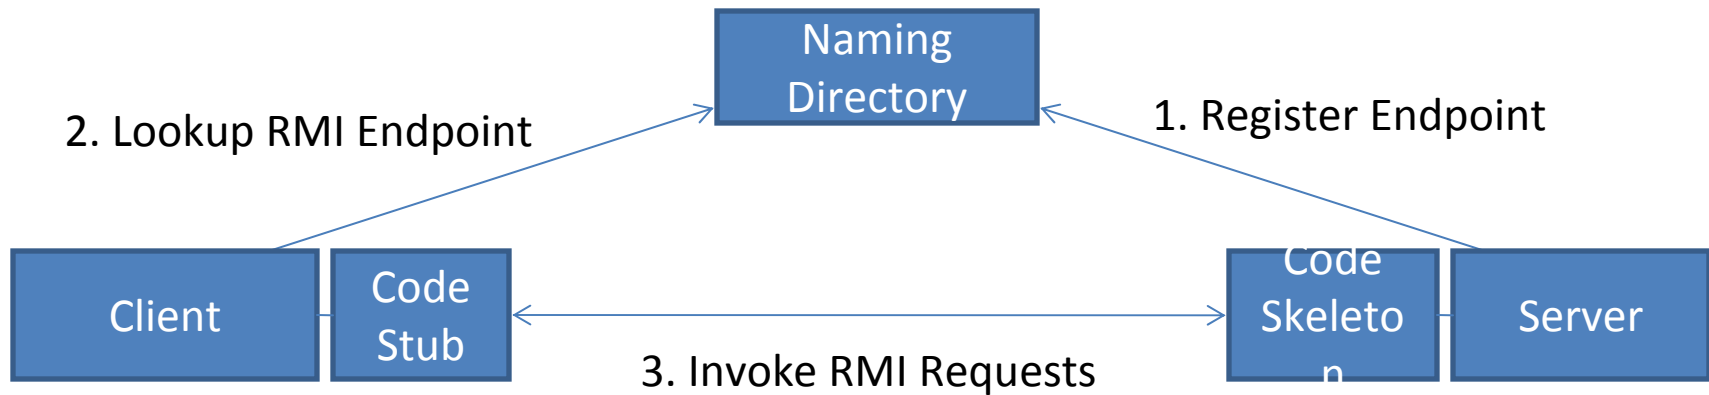 Naming
Directory
2. Lookup RMI Endpoint
1. Register Endpoint
Client
Code
Stub
Code
Skeleto
n
Server
3. Invoke RMI Requests